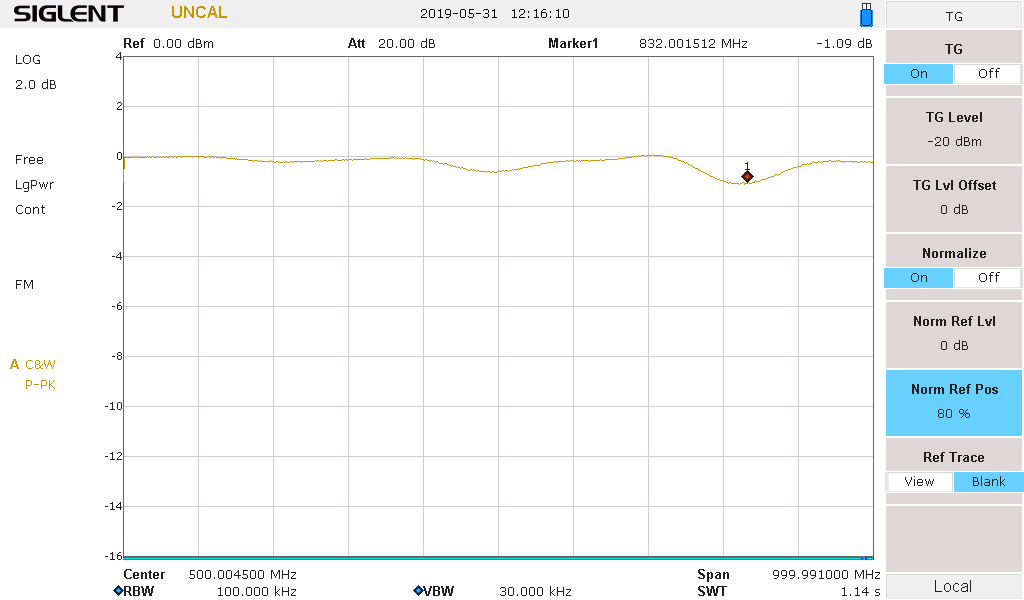 SIGLENT UNCAL 2019-05-31 12:16:10 TG
Ref 0.00 dBm Att 20.00 dB Marker1 832.001512 MHz -1.09 dB
LOG
2.0 dB
Free
LgPwr
Cont
FM
A C&W
P-PK
4
2
0
-2
-4
-6
-8
-10
-12
-14
-16
1
Center 500.004500 MHz Span 999.991000 MHz
RBW 100.000 kHz VBW 30.000 kHz SWT 1.14 s
TG
On Off
TG Level
-20 dBm
TG Lvl Offset
0 dB
Normalize
On Off
Norm Ref Lvl
0 dB
Norm Ref Pos
80 %
Ref Trace
View Blank
Local